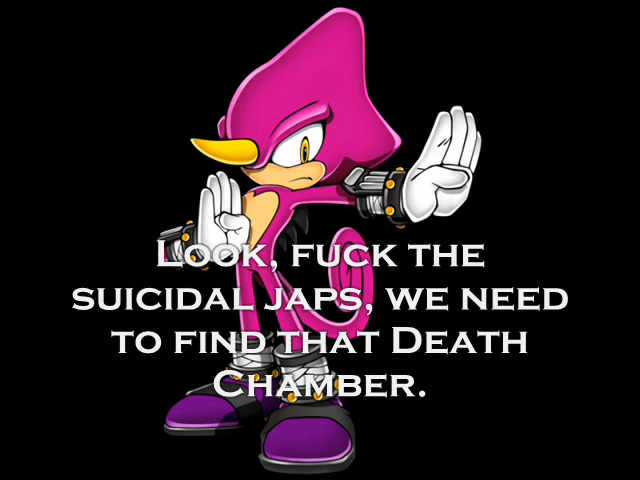 Look, fuck the
suicidal japs, we need
to find that Death
Chamber.